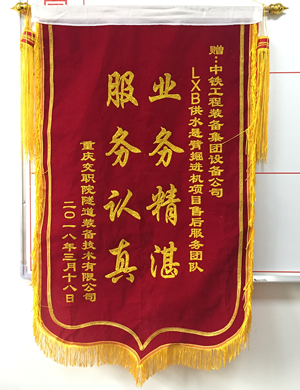 赠：中铁工程装备集团设备公司
LXB供水悬臂掘进机项目售后服务团队
业务精湛
服务认真
重庆交职院隧道装备技术有限公司
二〇一八年三月十八日